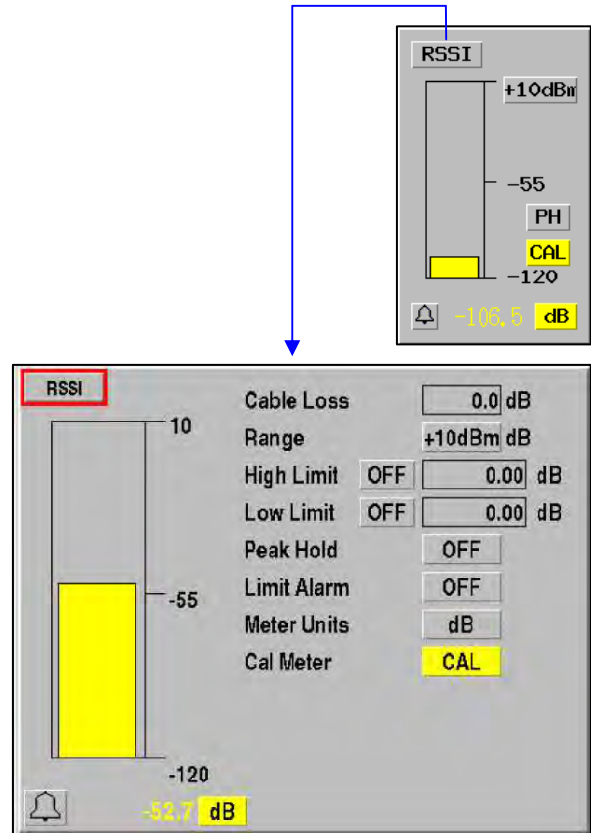 RSSI
+10dBm
-55
PH
CAL
-120
-106.5 dB
RSSI
10
-55
-120
-52.7 dB
Cable Loss 0.0 dB
Range +10dBm dB
High Limit OFF 0.00 dB
Low Limit OFF 0.00 dB
Peak Hold OFF
Limit Alarm OFF
Meter Units dB
Cal Meter CAL